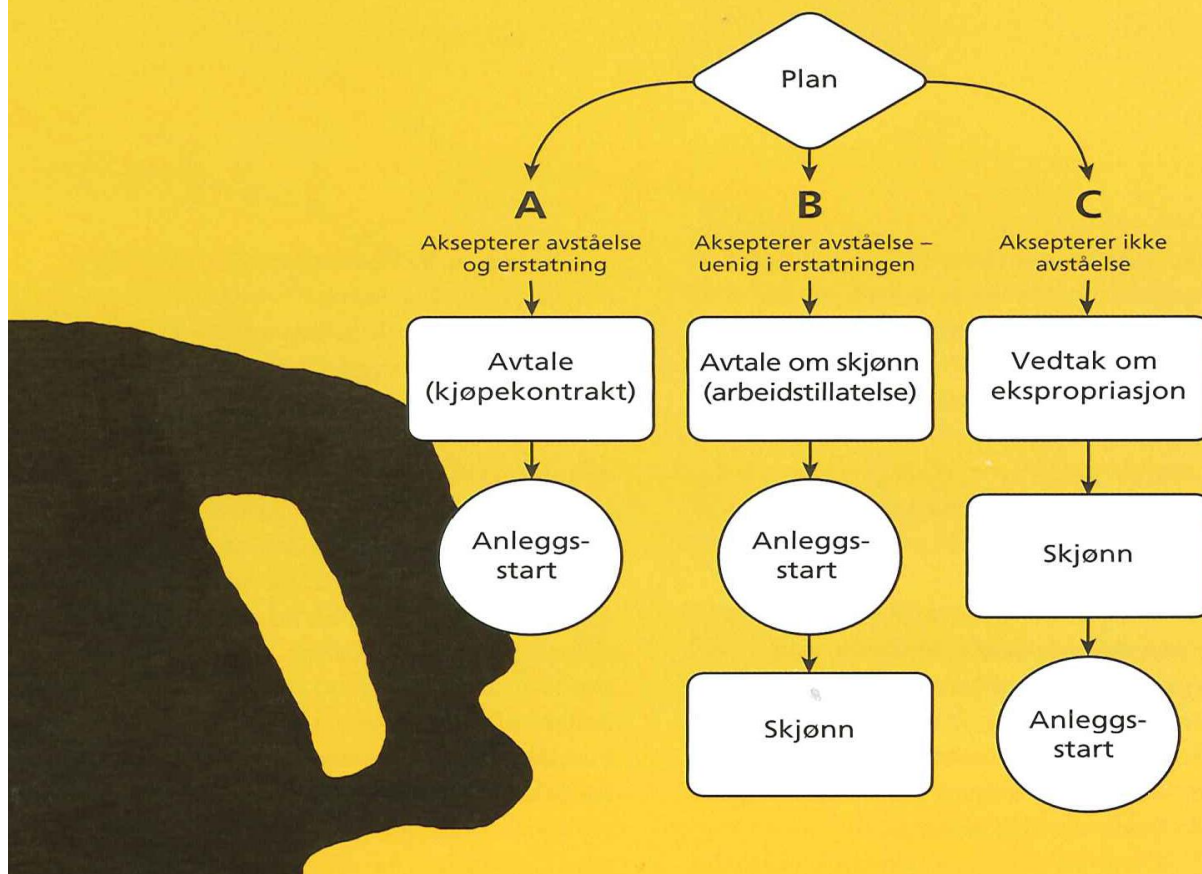 Plan
A
Aksepterer avståelse
og erstatning
Avtale
(kjøpekontrakt)
Anleggs-
start
B
Aksepterer avståelse –
uenig i erstatningen
Avtale om skjønn
(arbeidstillatelse)
Anleggs-
start
Skjønn
C
Aksepterer ikke
avståelse
Vedtak om
ekspropriasjon
Skjønn
Anleggs-
start